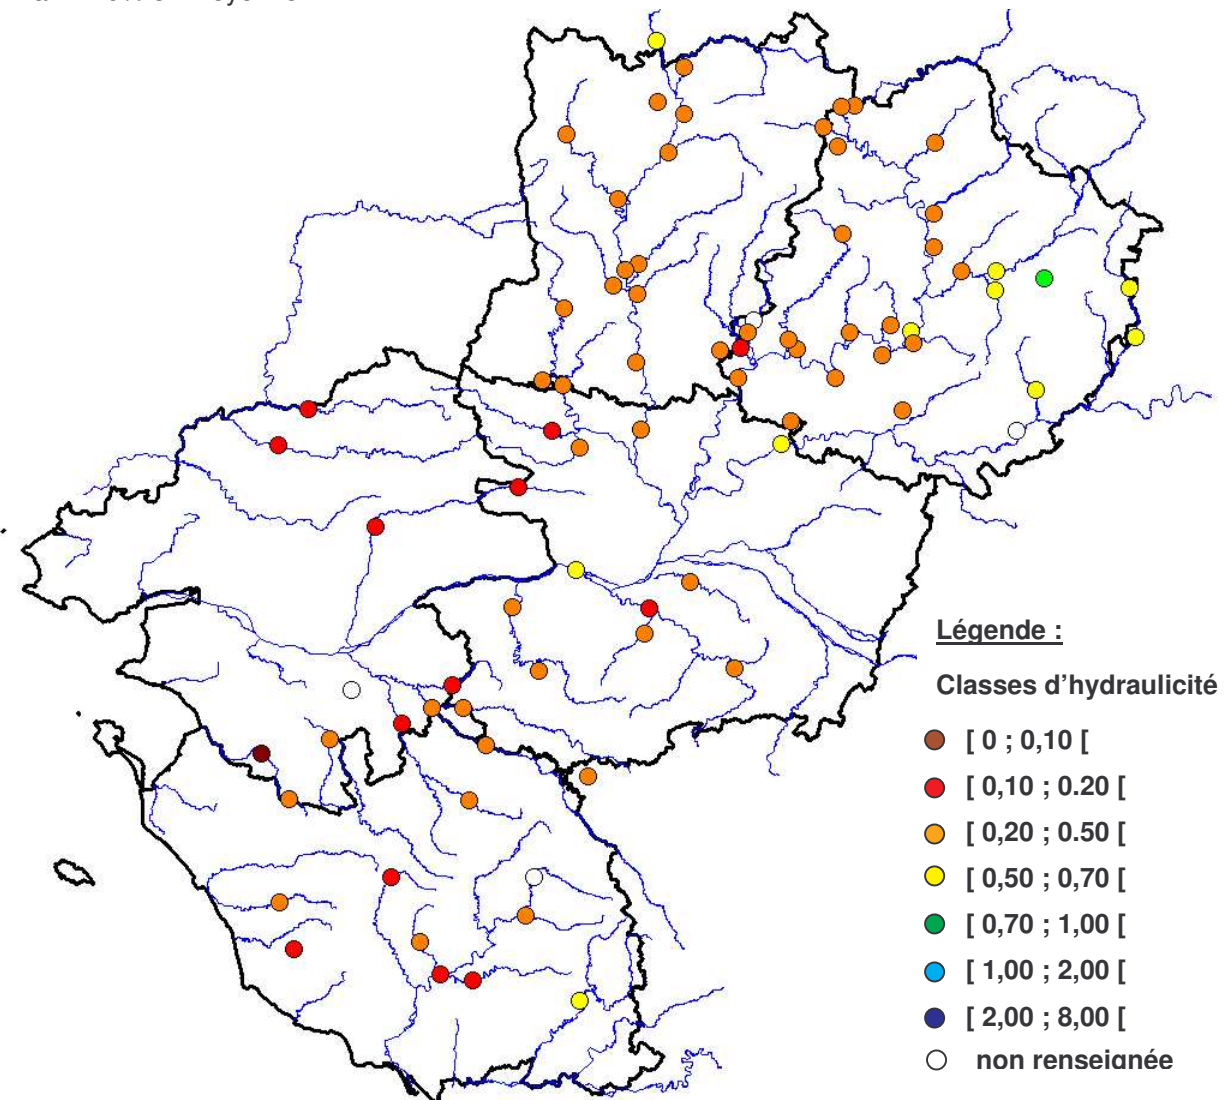 Légende :
Classes d’hydraulicité
[ 0 ; 0,10 [
[ 0,10 ; 0.20 [
[ 0,20 ; 0.50 [
[ 0,50 ; 0,70 [
[ 0,70 ; 1,00 [
[ 1,00 ; 2,00 [
[ 2,00 ; 8,00 [
non renseignée